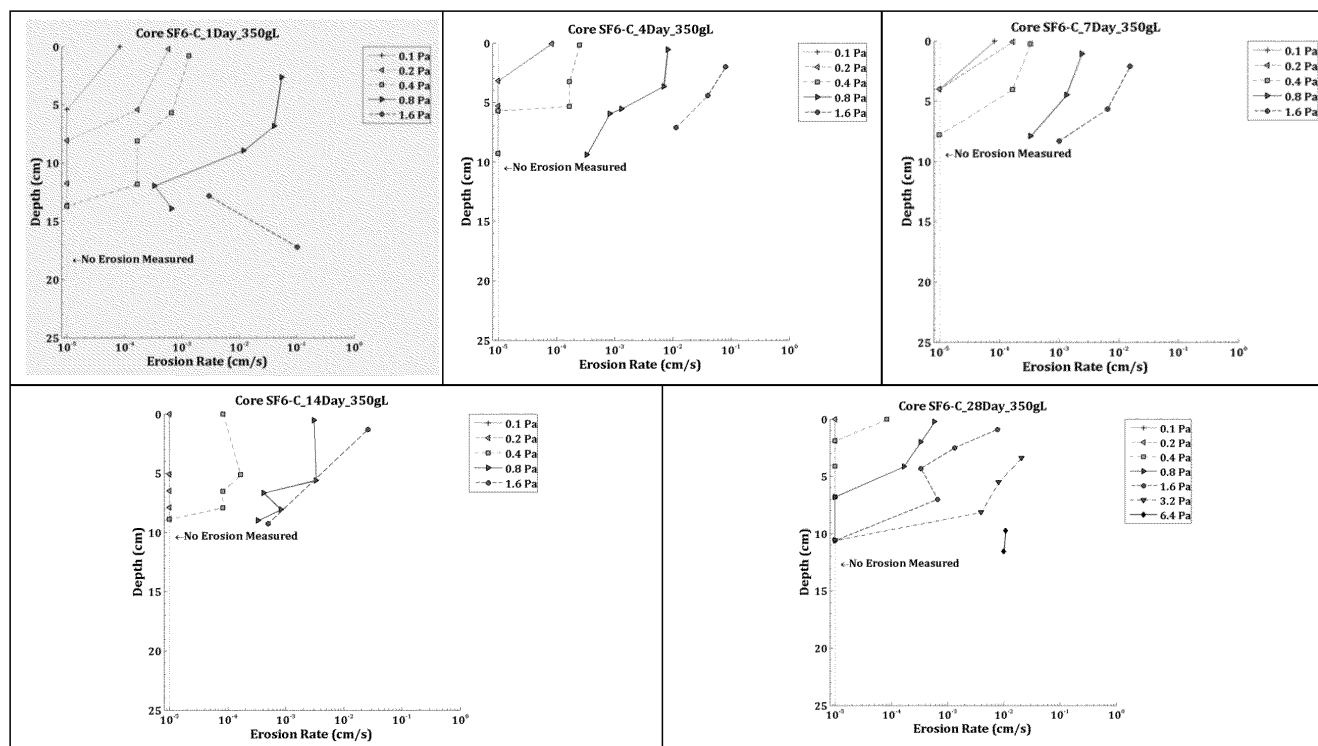 Core SF6-C_1Day_350gL
0
5
10
15
20
25
Depth (cm)
0.1 Pa
0.2 Pa
0.4 Pa
0.8 Pa
1.6 Pa
←No Erosion Measured
10⁻⁵ 10⁻⁴ 10⁻³ 10⁻² 10⁻¹ 10⁰
Erosion Rate (cm/s)
Core SF6-C_4Day_350gL
0
5
10
15
20
25
Depth (cm)
0.1 Pa
0.2 Pa
0.4 Pa
0.8 Pa
1.6 Pa
←No Erosion Measured
10⁻⁵ 10⁻⁴ 10⁻³ 10⁻² 10⁻¹ 10⁰
Erosion Rate (cm/s)
Core SF6-C_7Day_350gL
0
5
10
15
20
25
Depth (cm)
0.1 Pa
0.2 Pa
0.4 Pa
0.8 Pa
1.6 Pa
←No Erosion Measured
10⁻⁵ 10⁻⁴ 10⁻³ 10⁻² 10⁻¹ 10⁰
Erosion Rate (cm/s)
Core SF6-C_14Day_350gL
0
5
10
15
20
25
Depth (cm)
0.1 Pa
0.2 Pa
0.4 Pa
0.8 Pa
1.6 Pa
←No Erosion Measured
10⁻⁵ 10⁻⁴ 10⁻³ 10⁻² 10⁻¹ 10⁰
Erosion Rate (cm/s)
Core SF6-C_28Day_350gL
0
5
10
15
20
25
Depth (cm)
0.1 Pa
0.2 Pa
0.4 Pa
0.8 Pa
1.6 Pa
3.2 Pa
6.4 Pa
←No Erosion Measured
10⁻⁵ 10⁻⁴ 10⁻³ 10⁻² 10⁻¹ 10⁰
Erosion Rate (cm/s)